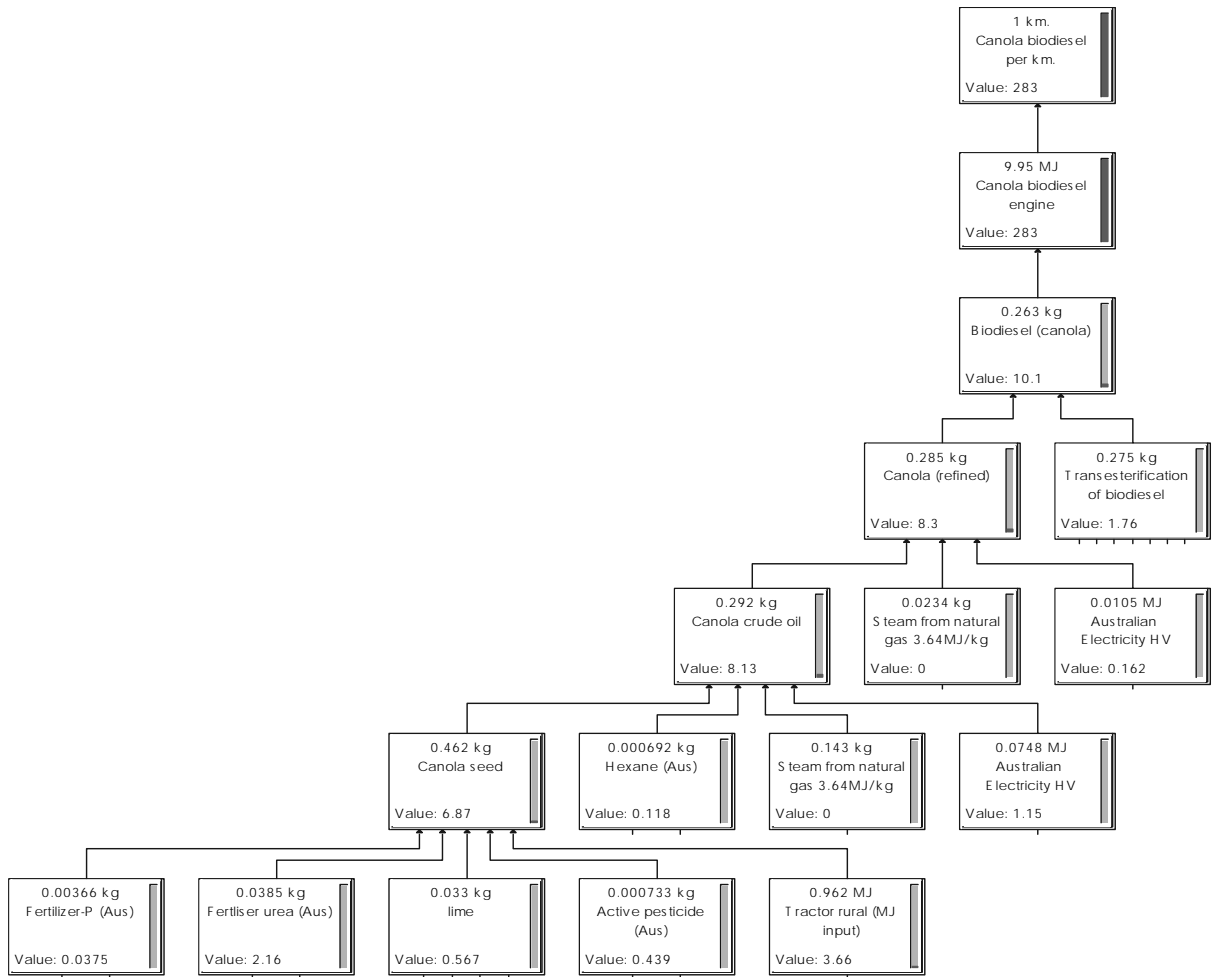 1 km.
Canola biodiesel
per km.
Value: 283
9.95 MJ
Canola biodiesel
engine
Value: 283
0.263 kg
Biodiesel (canola)
Value: 10.1
0.285 kg
Canola (refined)
Value: 8.3
0.275 kg
Transesterification
of biodiesel
Value: 1.76
0.292 kg
Canola crude oil
Value: 8.13
0.0234 kg
Steam from natural
gas 3.64MJ/kg
Value: 0
0.0105 MJ
Australian
Electricity HV
Value: 0.162
0.462 kg
Canola seed
Value: 6.87
0.000692 kg
Hexane (Aus)
Value: 0.118
0.143 kg
Steam from natural
gas 3.64MJ/kg
Value: 0
0.0748 MJ
Australian
Electricity HV
Value: 1.15
0.00366 kg
Fertilizer-P (Aus)
Value: 0.0375
0.0385 kg
Fertliser urea (Aus)
Value: 2.16
0.033 kg
lime
Value: 0.567
0.000733 kg
Active pesticide
(Aus)
Value: 0.439
0.962 MJ
Tractor rural (MJ
input)
Value: 3.66